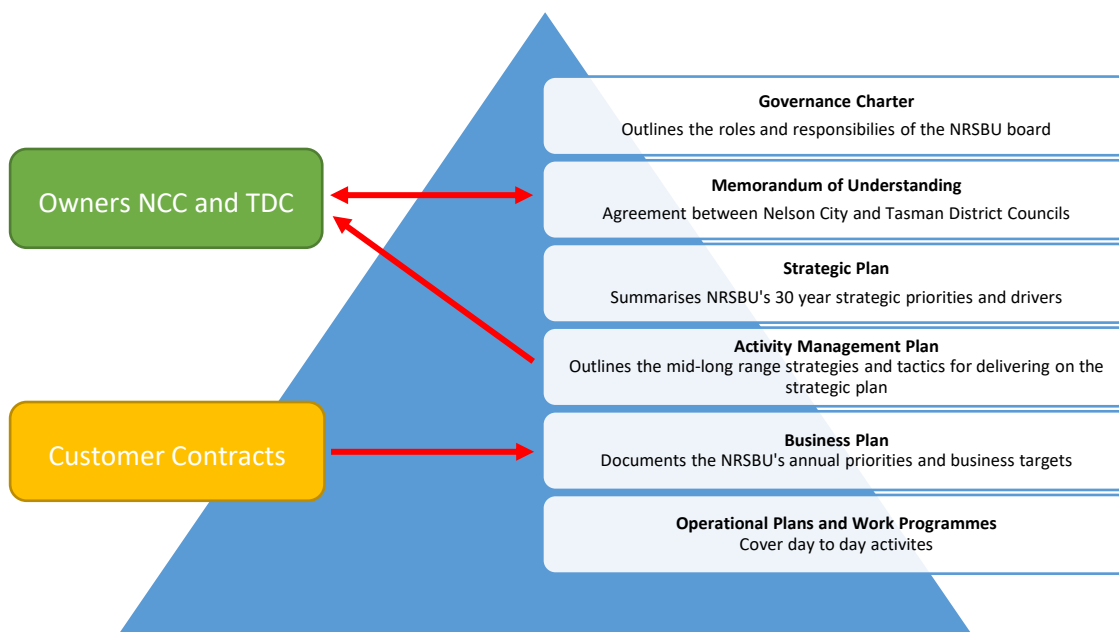 Governance Charter
Outlines the roles and responsibilies of the NRSBU board
Owners NCC and TDC
Memorandum of Understanding
Agreement between Nelson City and Tasman District Councils
Strategic Plan
Summarises NRSBU's 30 year strategic priorities and drivers
Activity Management Plan
Outlines the mid-long range strategies and tactics for delivering on the
strategic plan
Customer Contracts
Business Plan
Documents the NRSBU's annual priorities and business targets
Operational Plans and Work Programmes
Cover day to day activites